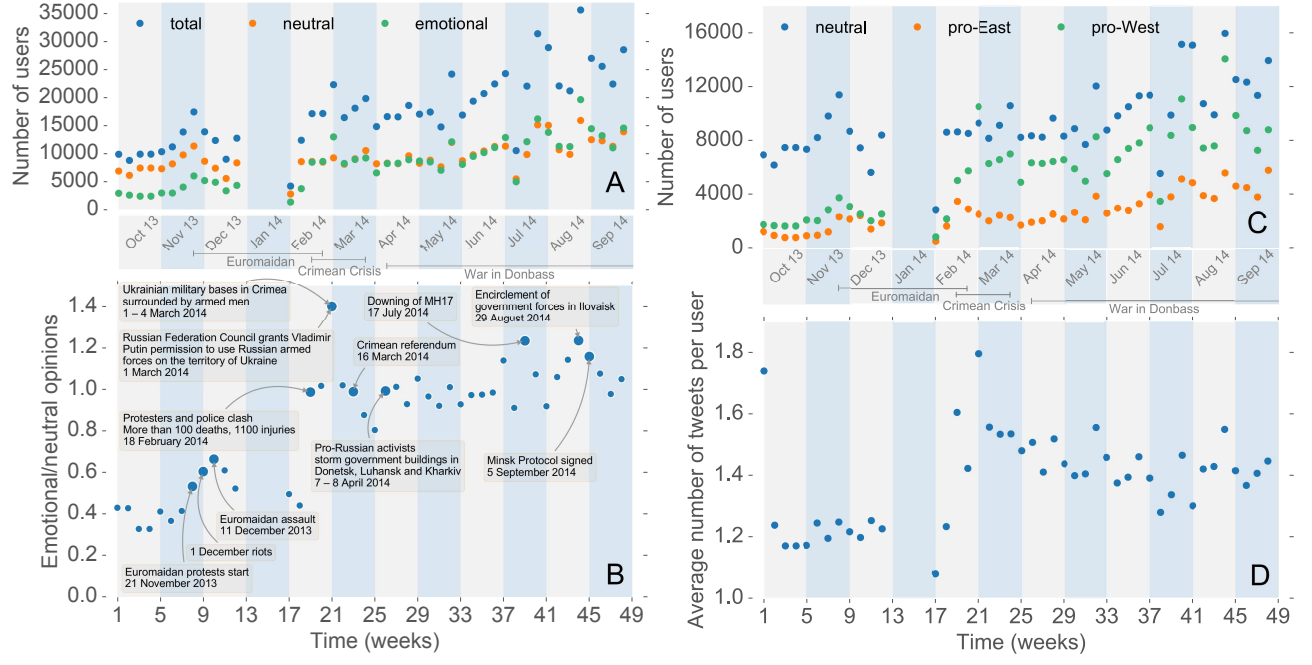 total neutral emotional
35000
30000
25000
20000
15000
10000
5000
0
Number of users
A
Oct 13 Nov 13 Dec 13 Jan 14 Feb 14 Mar 14 Apr 14 May 14 Jun 14 Jul 14 Aug 14 Sep 14
Euromaidan
Crimean Crisis
War in Donbass
Ukrainian military bases in Crimea
surrounded by armed men
1 – 4 March 2014
Russian Federation Council grants Vladimir
Putin permission to use Russian armed
forces on the territory of Ukraine
1 March 2014
Protesters and police clash
More than 100 deaths, 1100 injuries
18 February 2014
Downing of MH17
17 July 2014
Crimean referendum
16 March 2014
Encirclement of
government forces in Ilovaisk
29 August 2014
Pro-Russian activists
storm government buildings in
Donetsk, Luhansk and Kharkiv
7 – 8 April 2014
Minsk Protocol signed
5 September 2014
Euromaidan assault
11 December 2013
1 December riots
Euromaidan protests start
21 November 2013
1.4
1.2
1.0
0.8
0.6
0.4
0.2
0.0
Emotional/neutral opinions
B
1 5 9 13 17 22 26 30 33 37 41 45 49
Time (weeks)
neutral pro-East pro-West
16000
12000
8000
4000
0
Number of users
C
Oct 13 Nov 13 Dec 13 Jan 14 Feb 14 Mar 14 Apr 14 May 14 Jun 14 Jul 14 Aug 14 Sep 14
Euromaidan
Crimean Crisis
War in Donbass
1.8
1.6
1.4
1.2
1.0
Average number of tweets per user
D
1 5 9 13 17 21 25 29 33 37 41 45 49
Time (weeks)